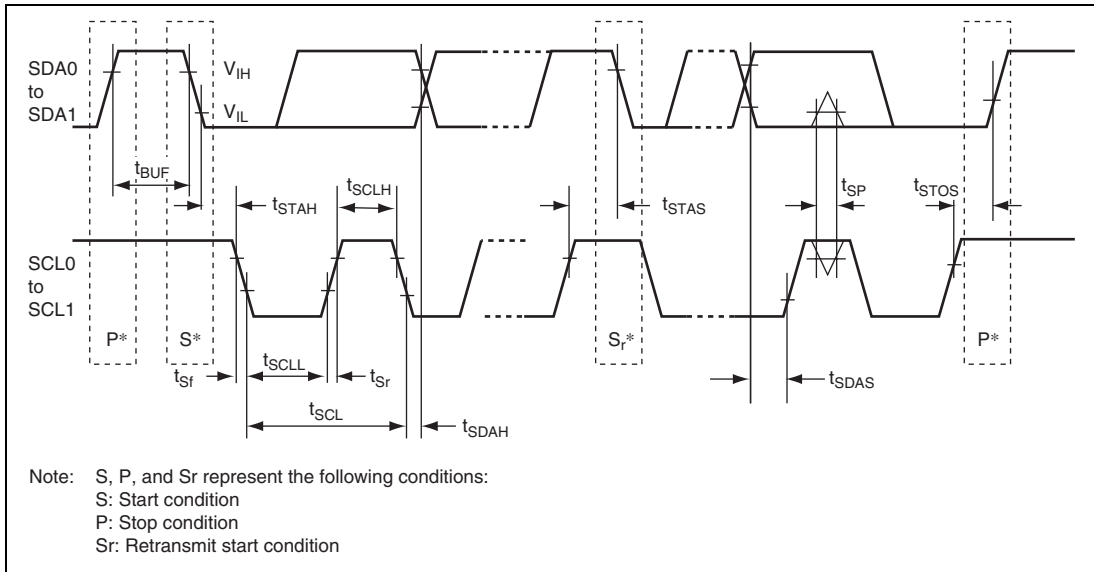 SDA0
to
SDA1
VIH
VIL
tBUF
tSTAH
tSCLH
tSTAS
tSP
tSTOS
SCL0
to
SCL1
P*
S*
Sr*
P*
tSf
tSCLL
tSr
tSCL
tSDAH
tSDAS
Note: S, P, and Sr represent the following conditions:
S: Start condition
P: Stop condition
Sr: Retransmit start condition